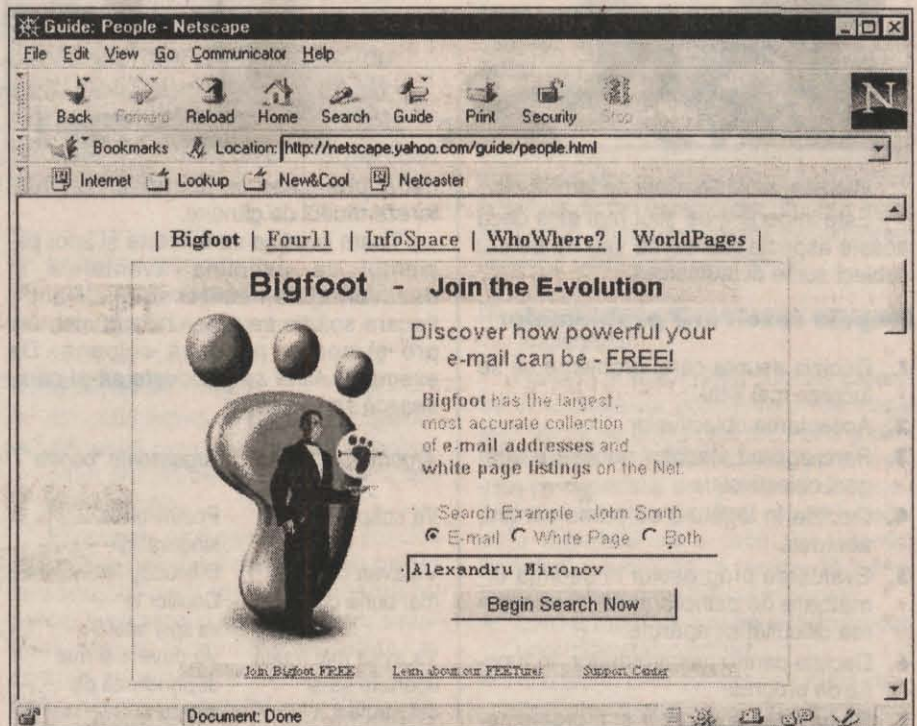 Guide: People - Netscape
File Edit View Go Communicator Help
Back Forward Reload Home Search Guide Print Security Stop
N
Bookmarks Location: http://netscape.yahoo.com/guide/people.html
Internet Lookup New&Cool Netcaster
| Bigfoot | Four11 | InfoSpace | WhoWhere? | WorldPages |
Bigfoot - Join the E-volution
Discover how powerful your
e-mail can be - FREE!
Bigfoot has the largest,
most accurate collection
of e-mail addresses and
white page listings on the Net.
Search Example : John Smith
E-mail White Page Both
Alexandru Mironov
Begin Search Now
Join Bigfoot FREE Learn about our FEETures! Support Center
Document: Done